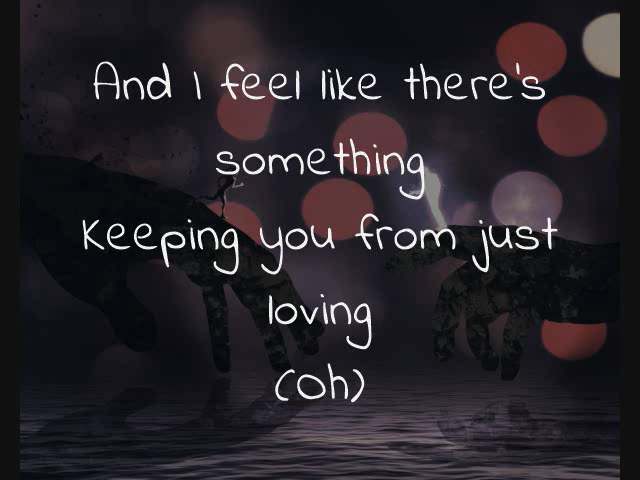 And I feel like there's
something
Keeping you from just
loving
(Oh)